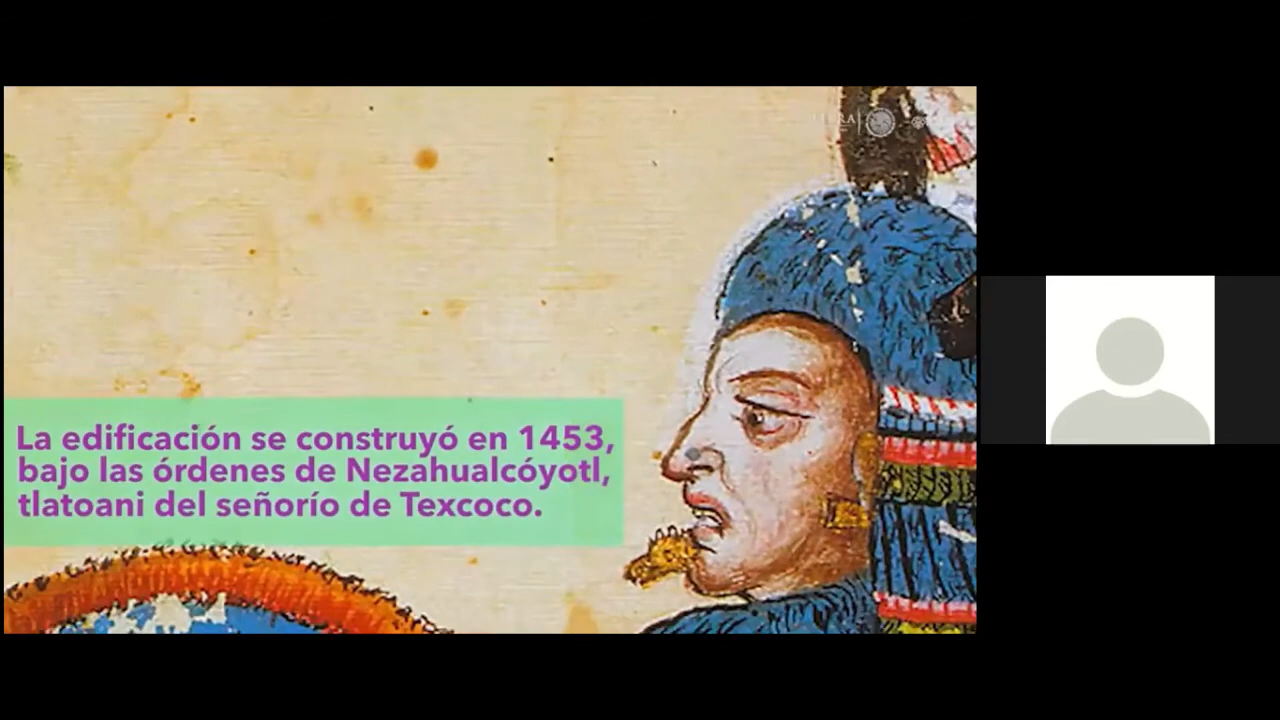 La edificación se construyó en 1453,
bajo las órdenes de Nezahualcóyotl,
tlatoani del señorío de Texcoco.